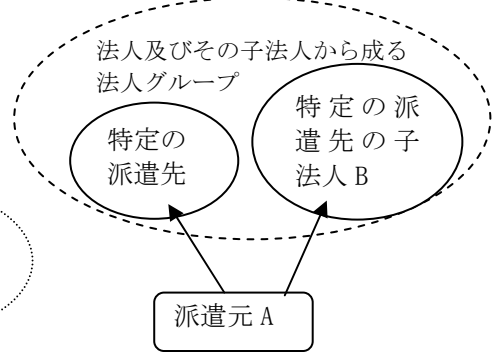 法人及びその子法人から成る
法人グループ
特定の
派遣先
特定の派
遣先の子
法人 B
派遣元 A